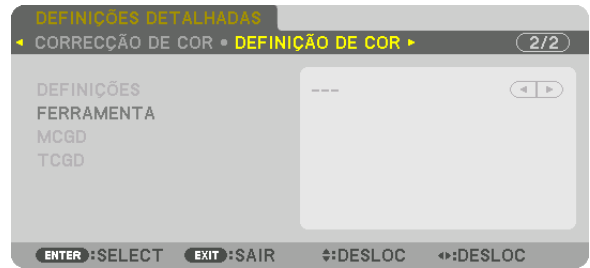 DEFINIÇÕES DETALHADAS
CORRECÇÃO DE COR • DEFINIÇÃO DE COR 2/2
DEFINIÇÕES ---
FERRAMENTA
MCGD
TCGD
ENTER :SELECT EXIT :SAIR :DESLOC :DESLOC